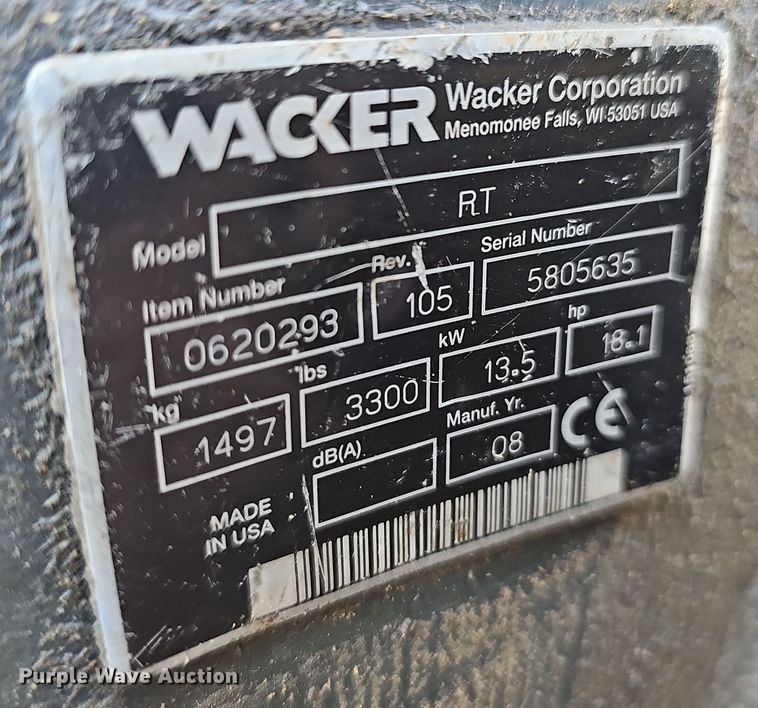 WACKER Wacker Corporation
Menomonee Falls, WI 53051 USA
Model RT
Item Number Rev. Serial Number
0620293 105 5805635
kg lbs kW hp
1497 3300 13.5 18.1
dB(A) Manuf. Yr.
08 CE
MADE
IN USA
Purple Wave Auction